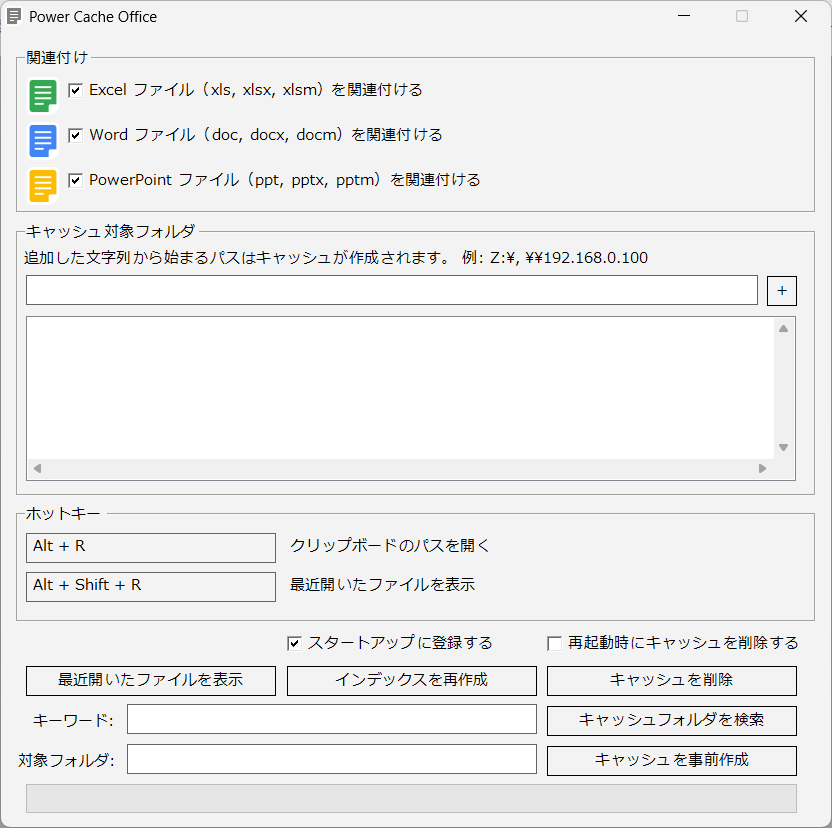 Power Cache Office
関連付け
Excel ファイル（xls, xlsx, xlsm）を関連付ける
Word ファイル（doc, docx, docm）を関連付ける
PowerPoint ファイル（ppt, pptx, pptm）を関連付ける
キャッシュ対象フォルダ
追加した文字列から始まるパスはキャッシュが作成されます。 例: Z:¥, ¥¥192.168.0.100
+
ホットキー
Alt + R クリップボードのパスを開く
Alt + Shift + R 最近開いたファイルを表示
スタートアップに登録する 再起動時にキャッシュを削除する
最近開いたファイルを表示 インデックスを再作成 キャッシュを削除
キーワード: キャッシュフォルダを検索
対象フォルダ: キャッシュを事前作成